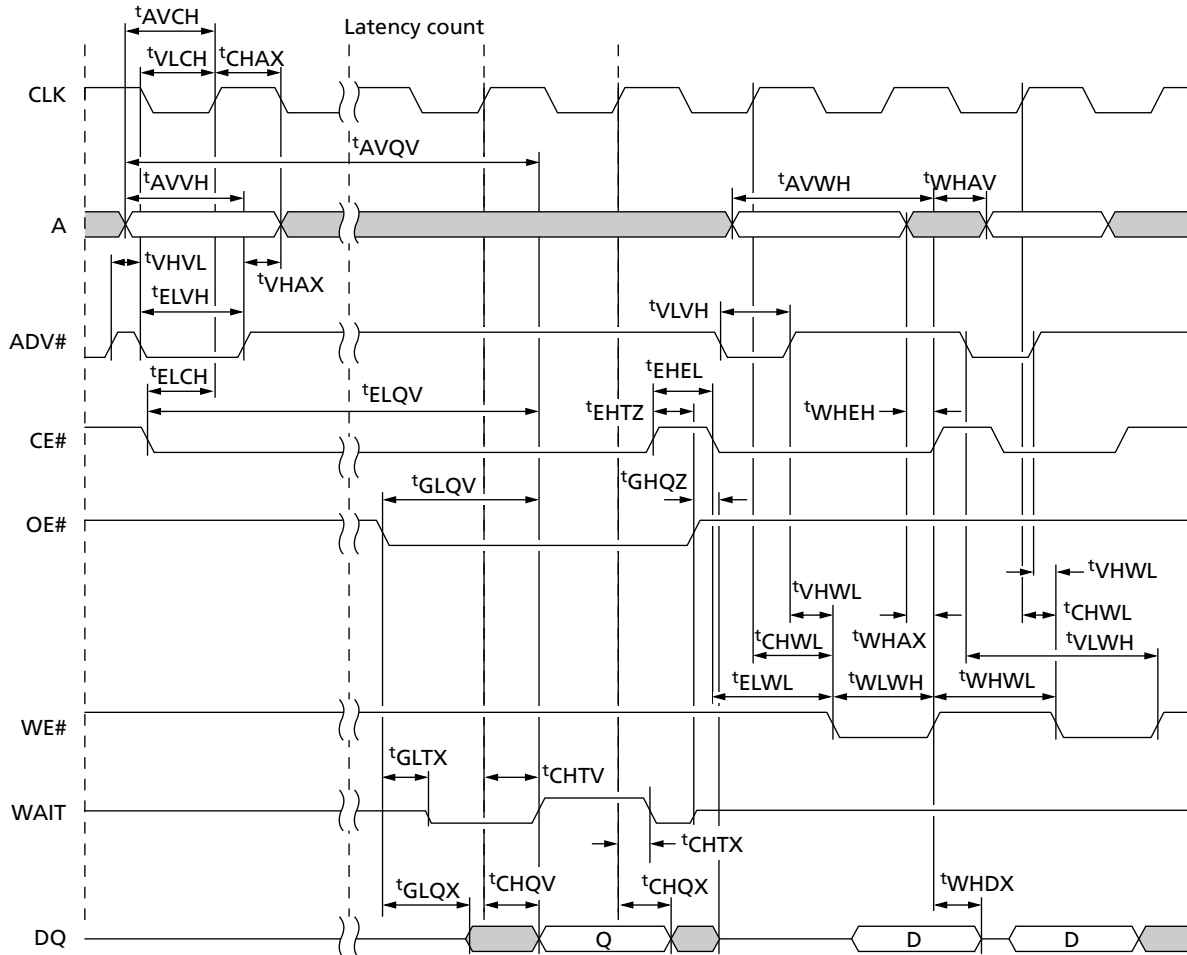 tAVCH
Latency count
tVLCH tCHAX
CLK
tAVQV
tAVVH
tAVWH tWHAV
A
tVHVL
tVHAX
tELVH
tVLVH
ADV#
tEHEL
tELCH
tELQV
tEHTZ
tWHEH
CE#
tGHQZ
tGLQV
OE#
tVHWL
tVHWL
tCHWL
tCHWL
tWHAX
tVLWH
tELWL tWLWH tWHWL
WE#
tGLTX
tCHTV
WAIT
tCHTX
tGLQX tCHQV tCHQX
tWHDX
DQ
Q D D